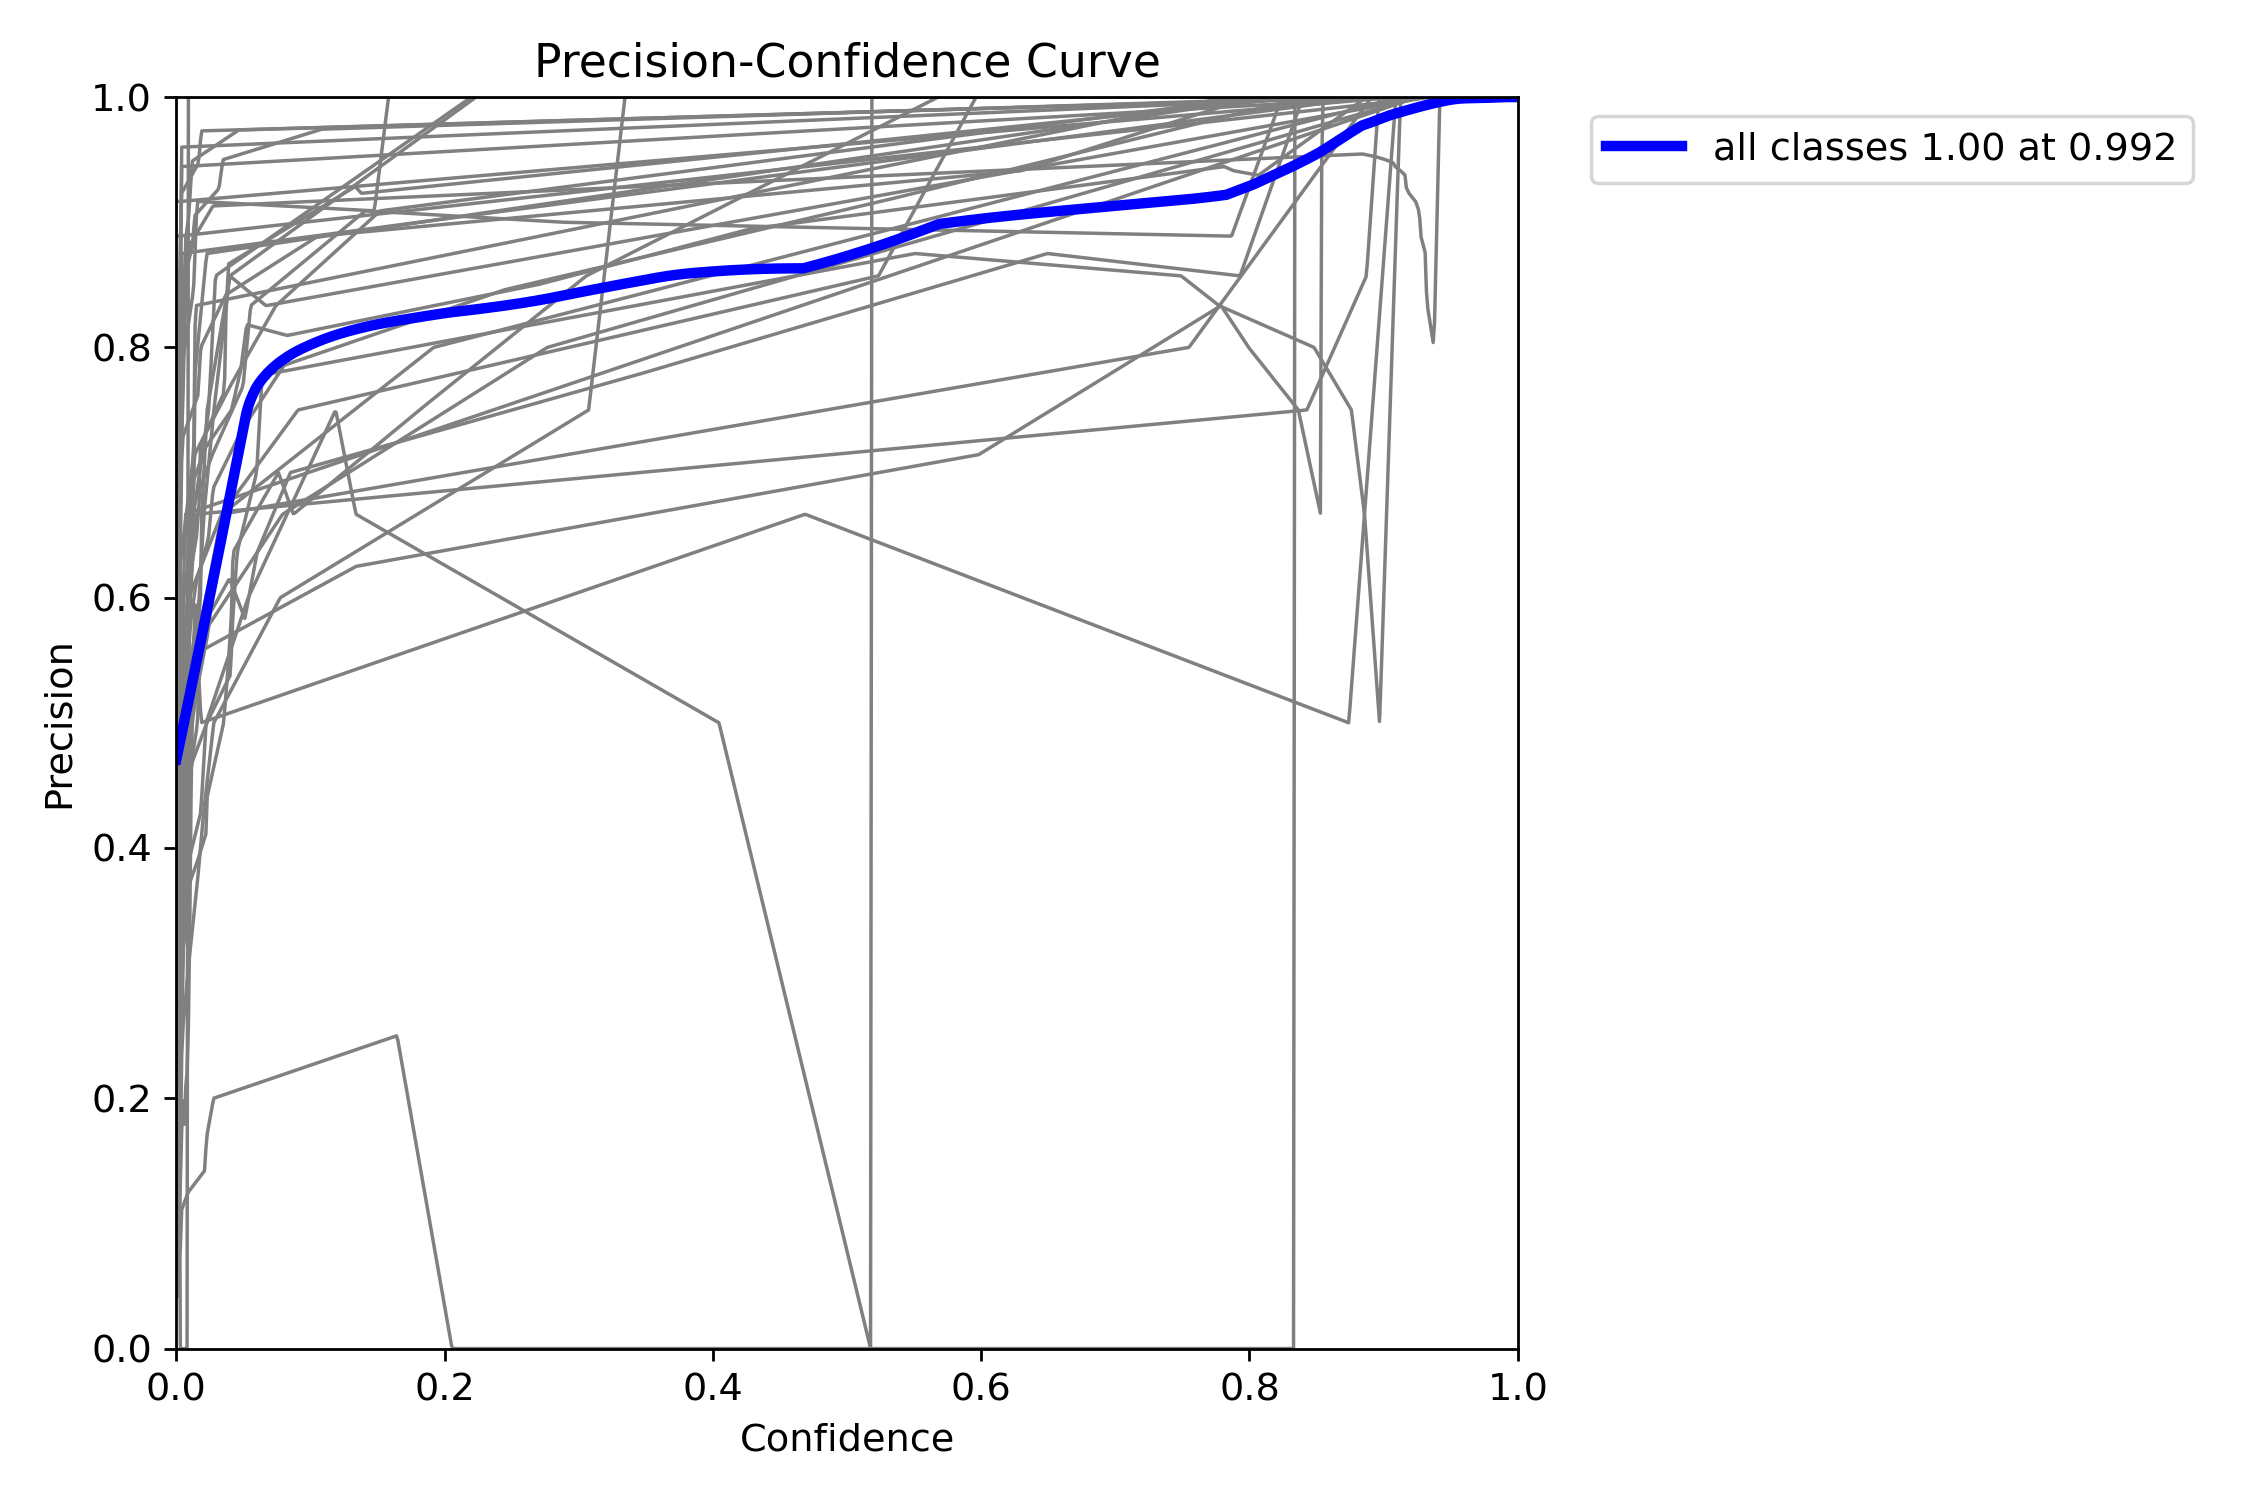 Precision-Confidence Curve
all classes 1.00 at 0.992
1.0
0.8
0.6
0.4
0.2
0.0
Precision
0.0 0.2 0.4 0.6 0.8 1.0
Confidence